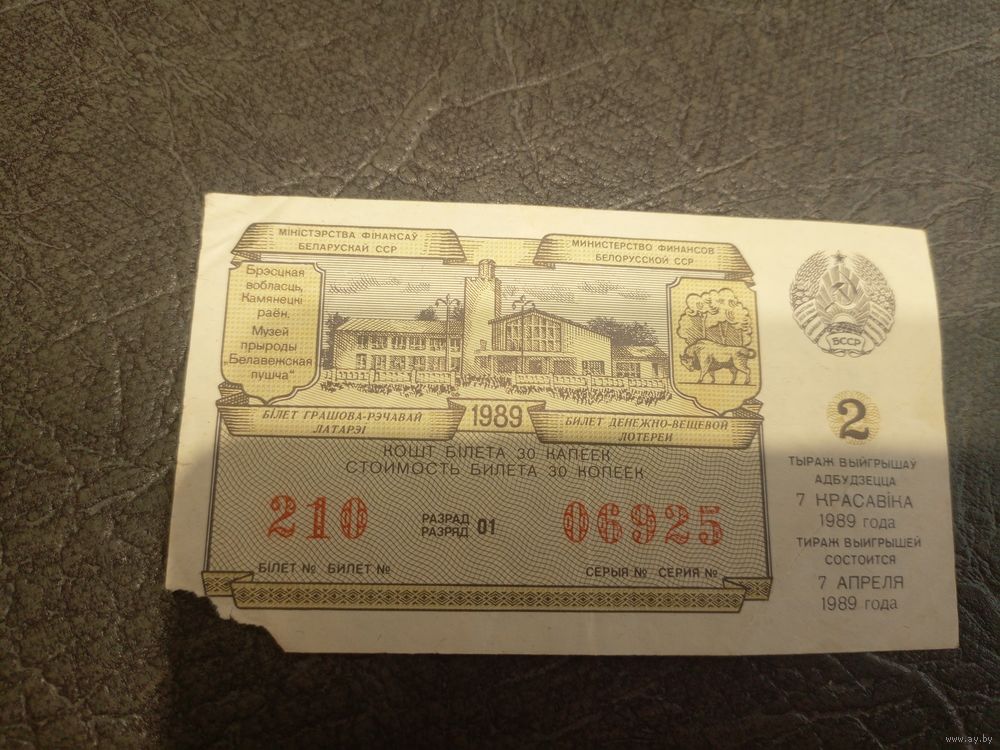 МІНІСТЭРСТВА ФІНАНСАЎ
БЕЛАРУСКАЙ ССР
МИНИСТЕРСТВО ФИНАНСОВ
БЕЛОРУССКОЙ ССР
Брэсцкая
вобласць,
Камянецкі
раён.
Музей
прыроды
„Белавежская
пушча“
БССР
БІЛЕТ ГРАШОВА-РЭЧАВАЙ
ЛАТАРЭІ
1989
БИЛЕТ ДЕНЕЖНО-ВЕЩЕВОЙ
ЛОТЕРЕИ
2
КОШТ БІЛЕТА 30 КАПЕЕК
СТОИМОСТЬ БИЛЕТА 30 КОПЕЕК
210
РАЗРАД
РАЗРЯД 01
06925
БІЛЕТ № БИЛЕТ №
СЕРЫЯ № СЕРИЯ №
ТЫРАЖ ВЫЙГРЫШАЎ
АДБУДЗЕЦЦА
7 КРАСАВІКА
1989 года
ТИРАЖ ВЫИГРЫШЕЙ
СОСТОИТСЯ
7 АПРЕЛЯ
1989 года
www.ay.by